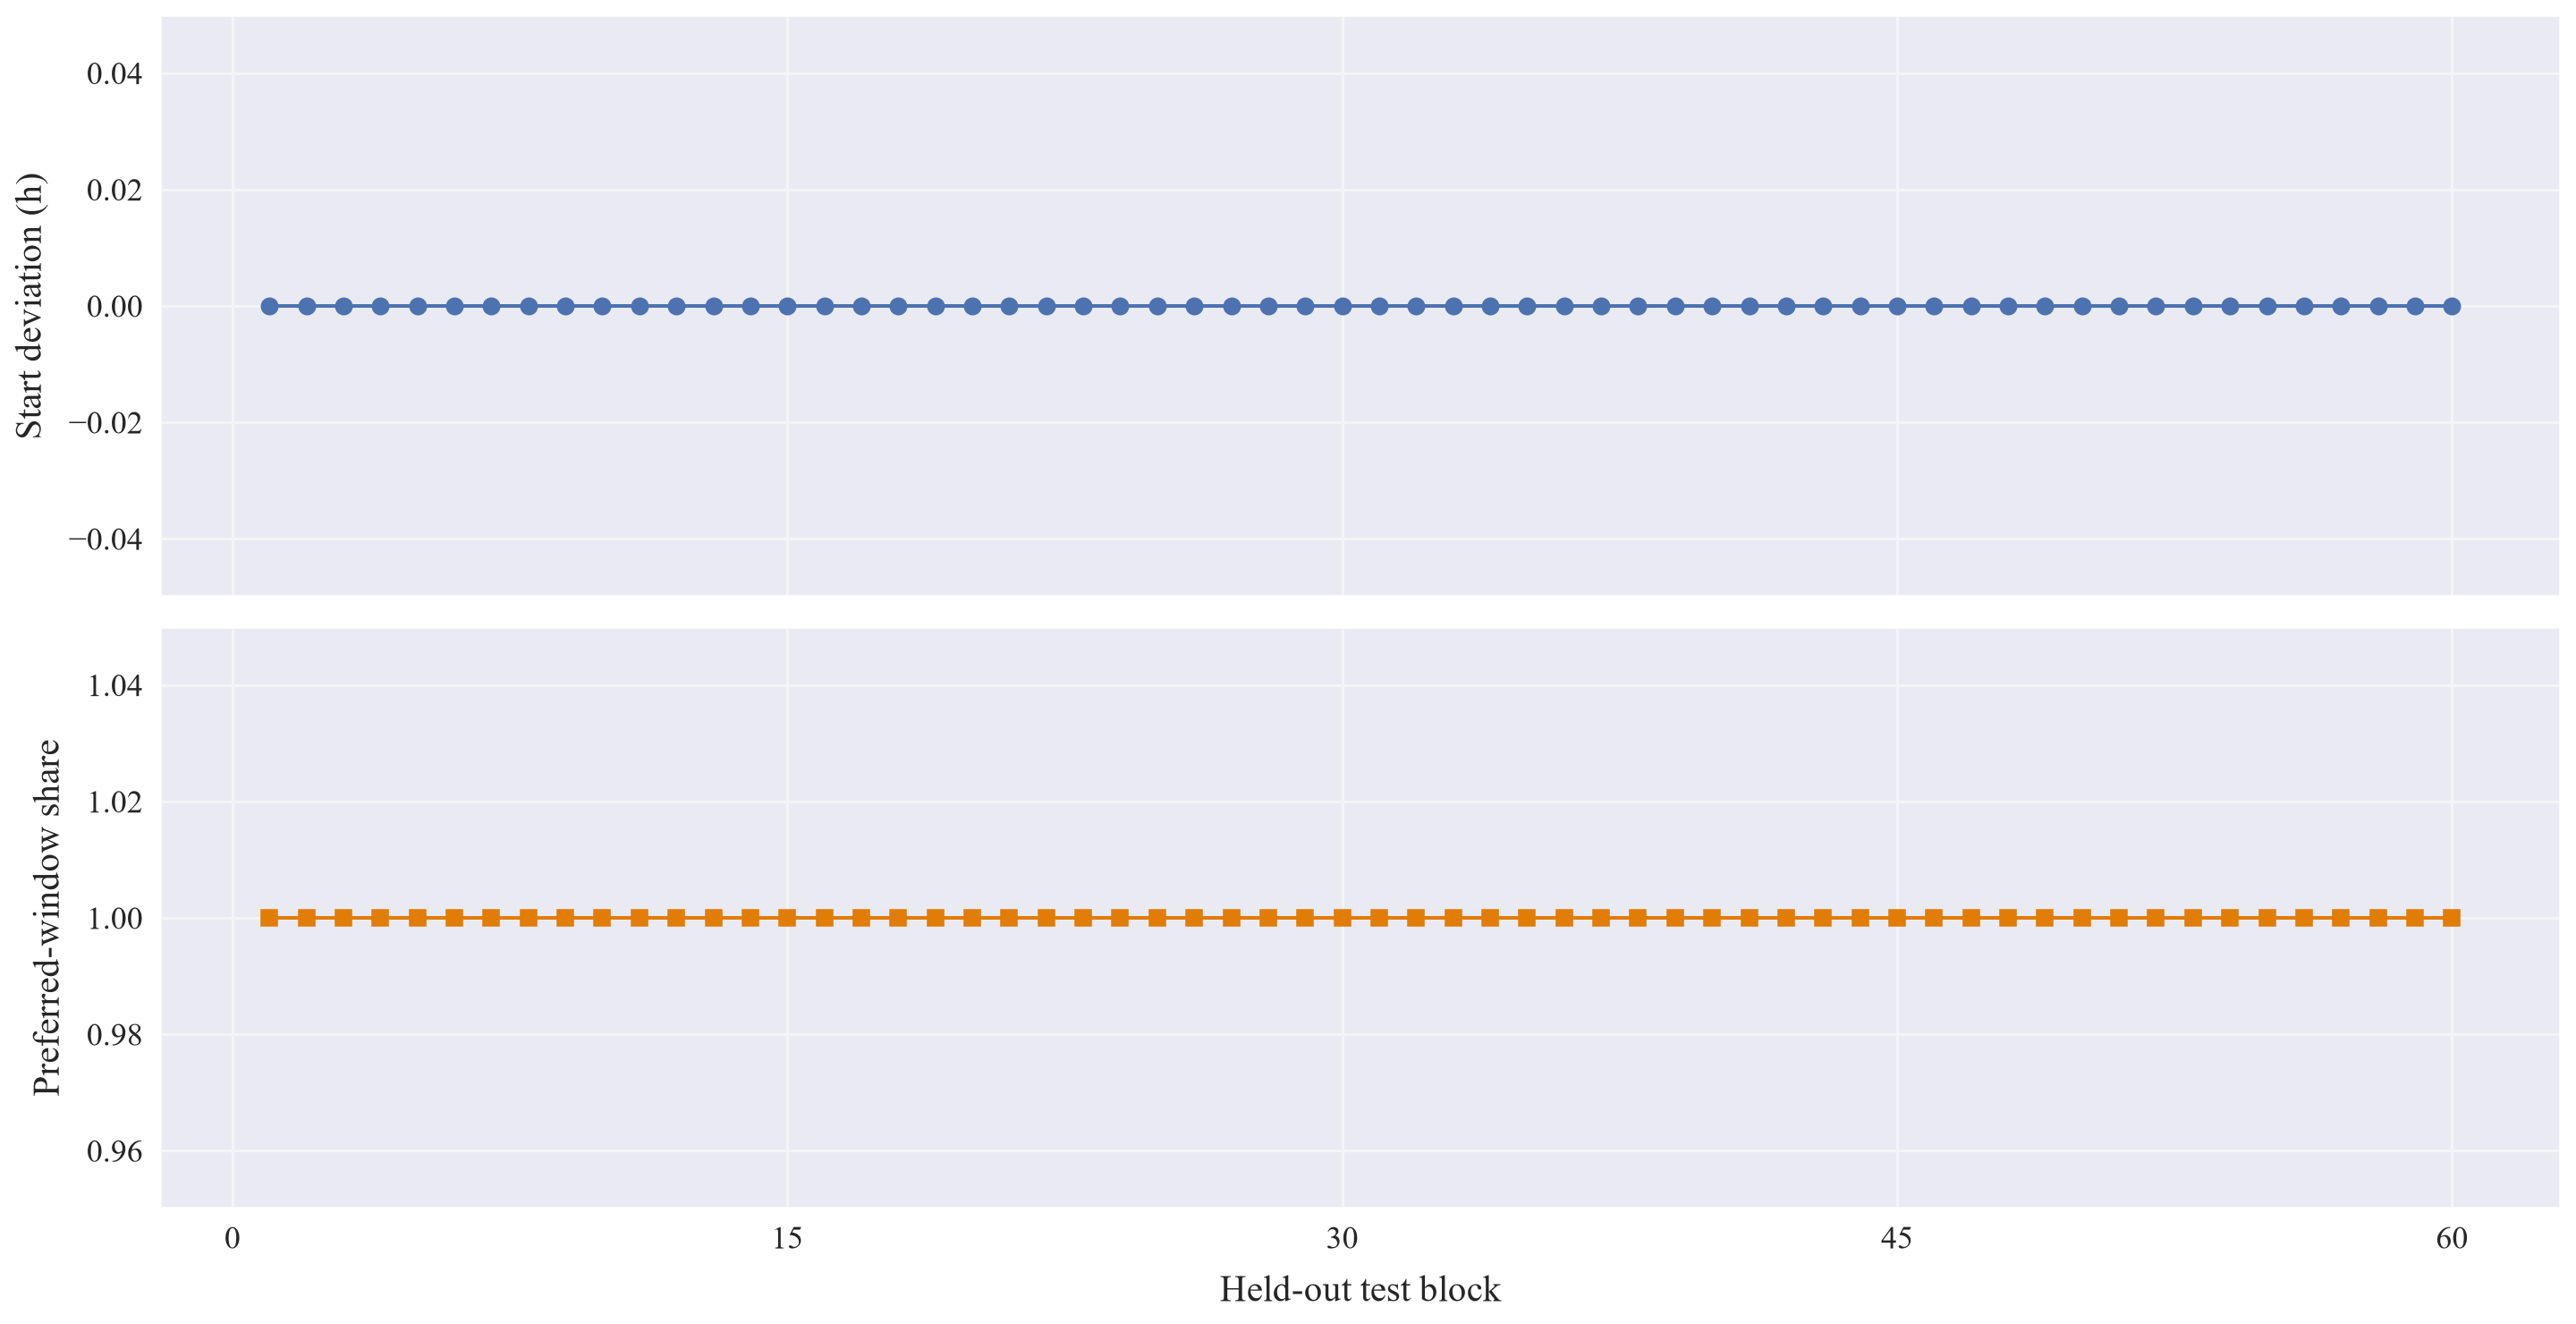 Start deviation (h)
0.04
0.02
0.00
−0.02
−0.04
Preferred-window share
1.04
1.02
1.00
0.98
0.96
0 15 30 45 60
Held-out test block